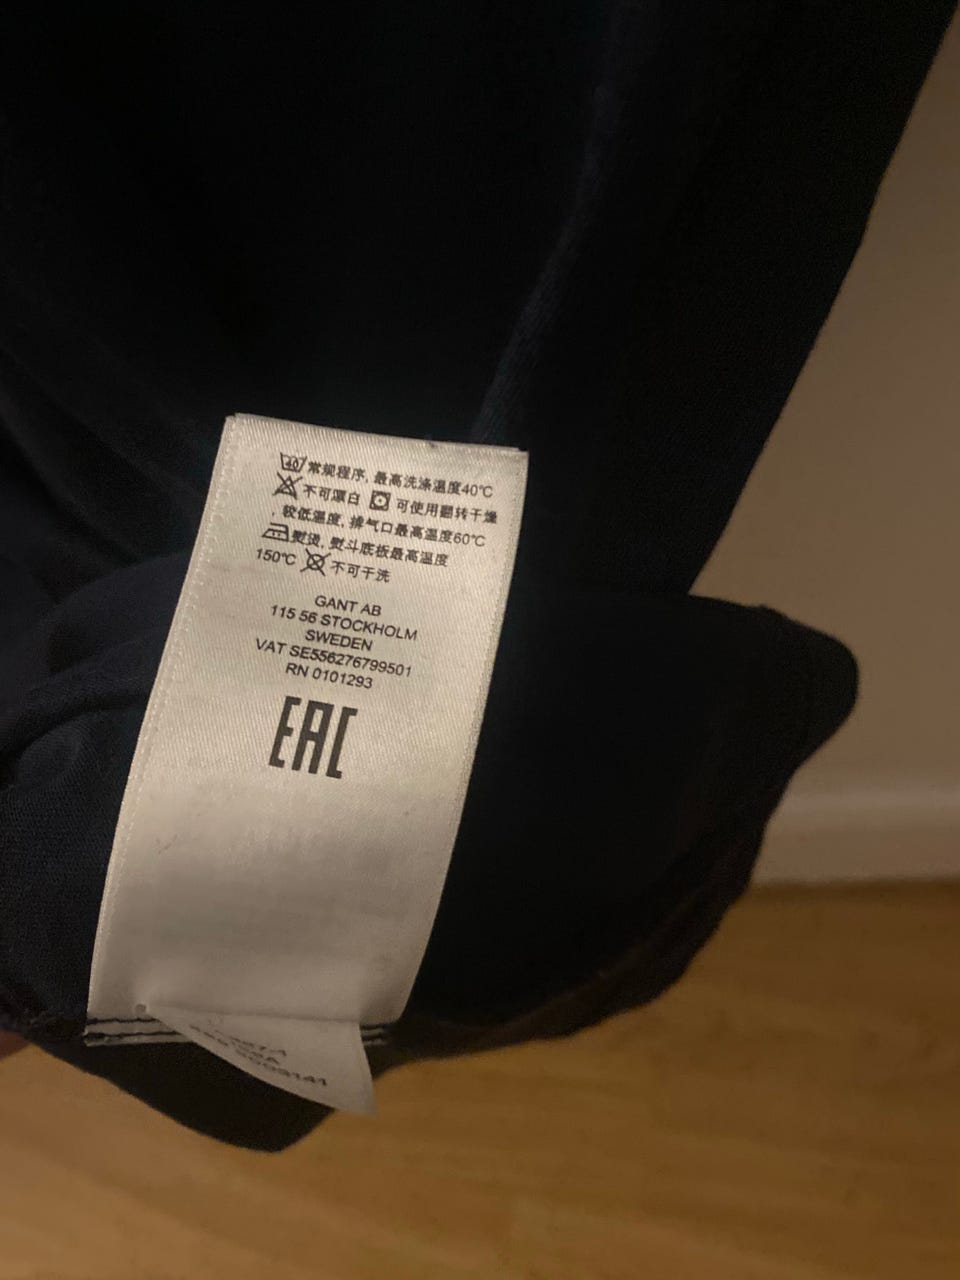 40 常规程序, 最高洗涤温度40℃
不可漂白 可使用翻转干燥
, 较低温度, 排气口最高温度60℃
熨烫, 熨斗底板最高温度
150℃ 不可干洗
GANT AB
115 56 STOCKHOLM
SWEDEN
VAT SE556276799501
RN 0101293
EAC